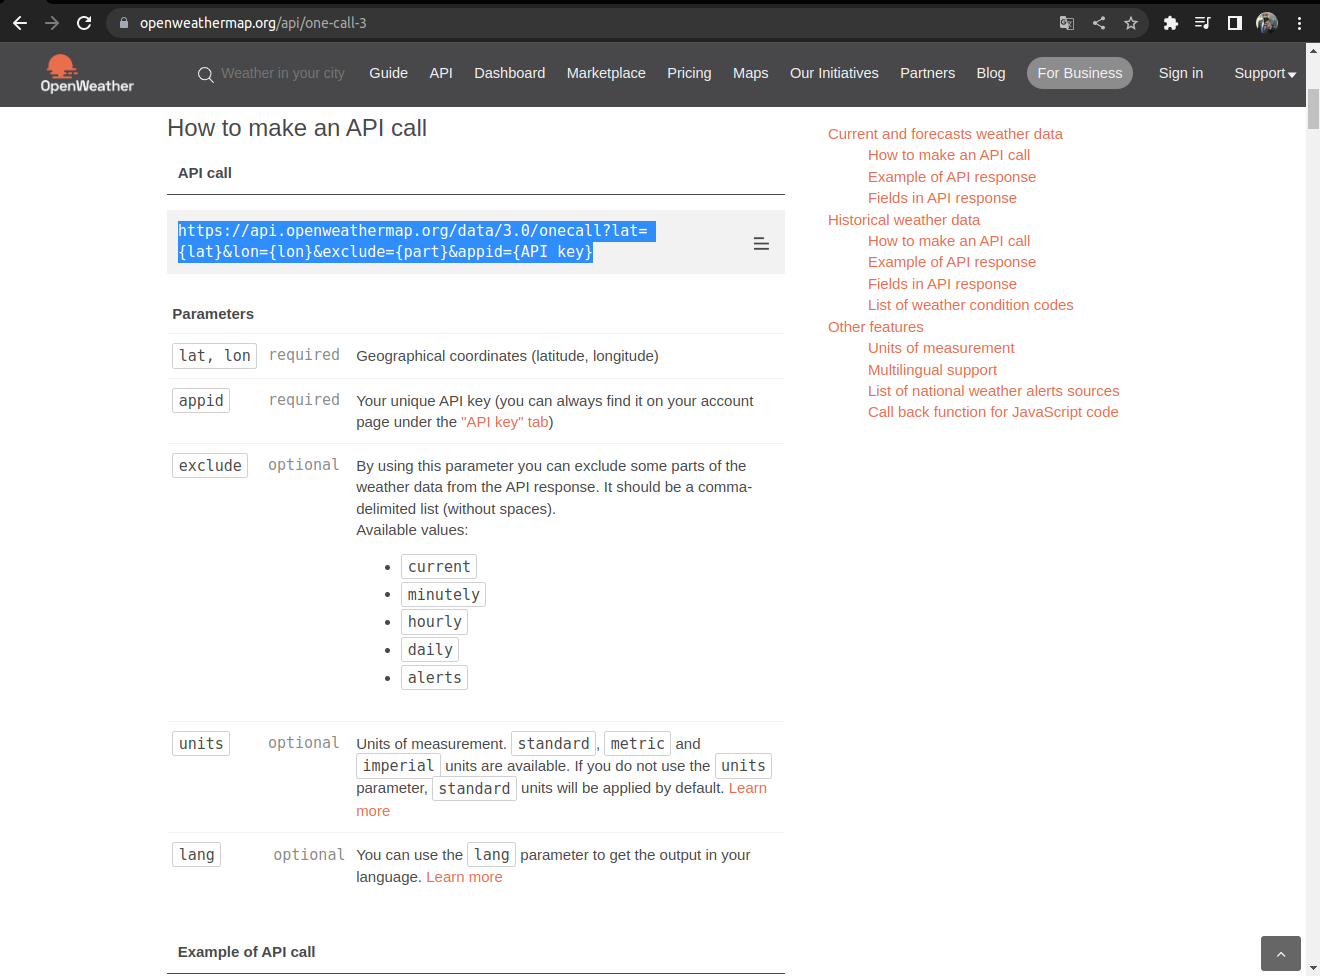 openweathermap.org/api/one-call-3
OpenWeather
Weather in your city
Guide
API
Dashboard
Marketplace
Pricing
Maps
Our Initiatives
Partners
Blog
For Business
Sign in
Support
How to make an API call
API call
https://api.openweathermap.org/data/3.0/onecall?lat=
{lat}&lon={lon}&exclude={part}&appid={API key}
Parameters
lat, lon required Geographical coordinates (latitude, longitude)
appid required Your unique API key (you can always find it on your account
page under the "API key" tab)
exclude optional By using this parameter you can exclude some parts of the
weather data from the API response. It should be a comma-
delimited list (without spaces).
Available values:
current
minutely
hourly
daily
alerts
units optional Units of measurement. standard, metric and
imperial units are available. If you do not use the units
parameter, standard units will be applied by default. Learn
more
lang optional You can use the lang parameter to get the output in your
language. Learn more
Example of API call
Current and forecasts weather data
How to make an API call
Example of API response
Fields in API response
Historical weather data
How to make an API call
Example of API response
Fields in API response
List of weather condition codes
Other features
Units of measurement
Multilingual support
List of national weather alerts sources
Call back function for JavaScript code